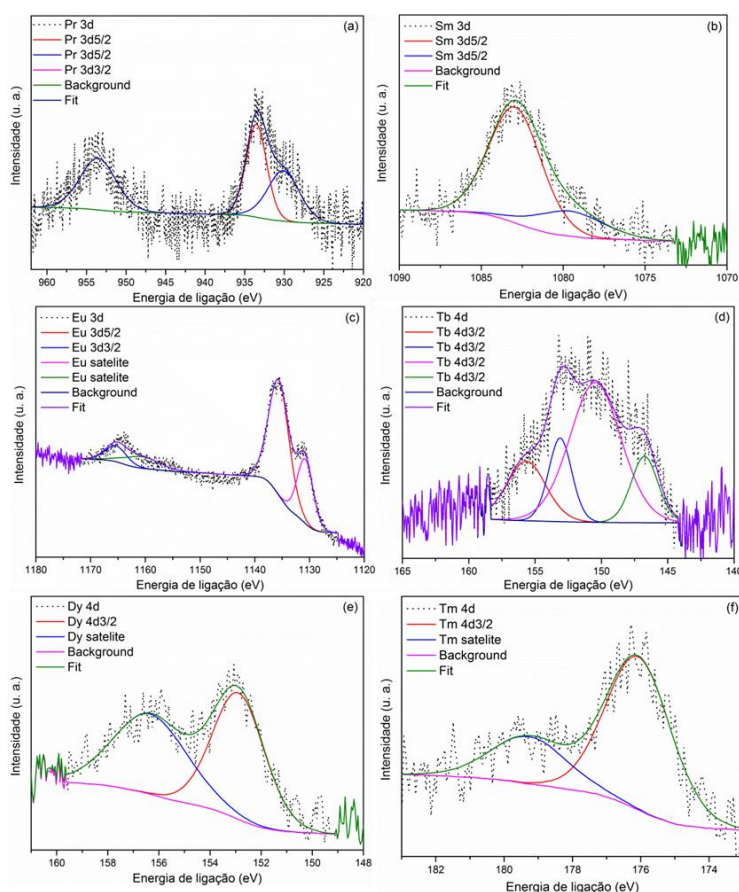 (a)
Pr 3d
Pr 3d5/2
Pr 3d5/2
Pr 3d3/2
Background
Fit
Intensidade (u. a.)
960 955 950 945 940 935 930 925 920
Energia de ligação (eV)
(b)
Sm 3d
Sm 3d5/2
Sm 3d5/2
Background
Fit
Intensidade (u. a.)
1090 1085 1080 1075 1070
Energia de ligação (eV)
(c)
Eu 3d
Eu 3d5/2
Eu 3d3/2
Eu satelite
Eu satelite
Background
Fit
Intensidade (u. a.)
1180 1170 1160 1150 1140 1130 1120
Energia de ligação (eV)
(d)
Tb 4d
Tb 4d3/2
Tb 4d3/2
Tb 4d3/2
Tb 4d3/2
Background
Fit
Intensidade (u. a.)
165 160 155 150 145 140
Energia de ligação (eV)
(e)
Dy 4d
Dy 4d3/2
Dy satelite
Background
Fit
Intensidade (u. a.)
160 158 156 154 152 150 148
Energia de ligação (eV)
(f)
Tm 4d
Tm 4d3/2
Tm satelite
Background
Fit
Intensidade (u. a.)
182 180 178 176 174
Energia de ligação (eV)